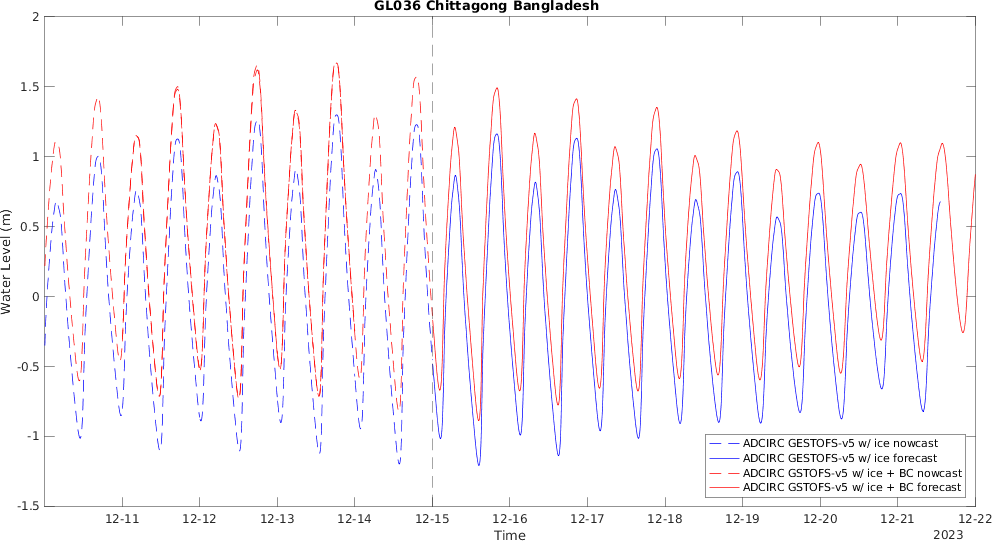 GL036 Chittagong Bangladesh
2
1.5
1
0.5
0
-0.5
-1
-1.5
Water Level (m)
ADCIRC GESTOFS-v5 w/ ice nowcast
ADCIRC GESTOFS-v5 w/ ice forecast
ADCIRC GSTOFS-v5 w/ ice + BC nowcast
ADCIRC GSTOFS-v5 w/ ice + BC forecast
12-11 12-12 12-13 12-14 12-15 12-16 12-17 12-18 12-19 12-20 12-21 12-22
Time
2023